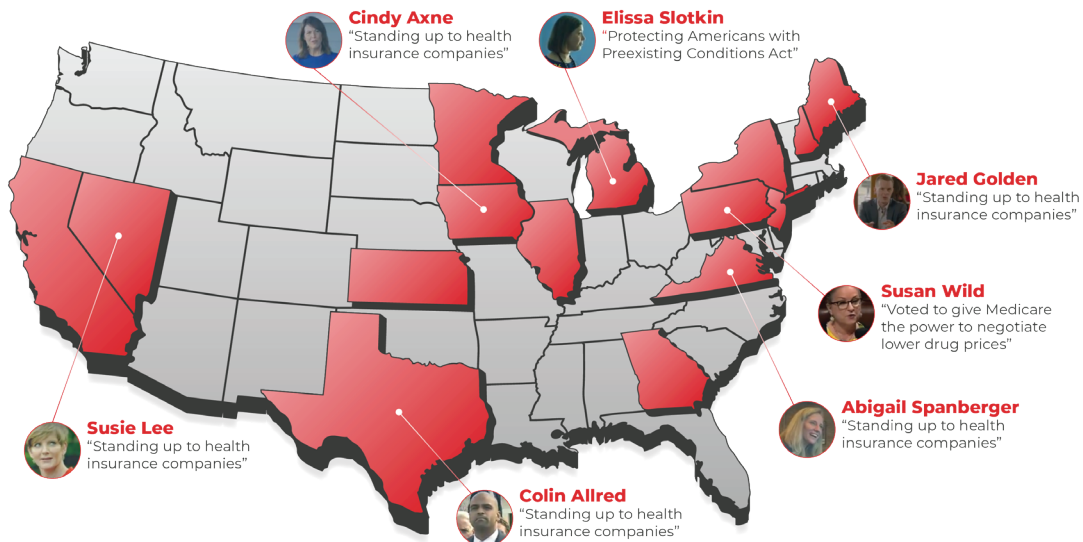 Cindy Axne
“Standing up to health
insurance companies”
Elissa Slotkin
“Protecting Americans with
Preexisting Conditions Act”
Jared Golden
“Standing up to health
insurance companies”
Susan Wild
“Voted to give Medicare
the power to negotiate
lower drug prices”
Abigail Spanberger
“Standing up to health
insurance companies”
Susie Lee
“Standing up to health
insurance companies”
Colin Allred
“Standing up to health
insurance companies”